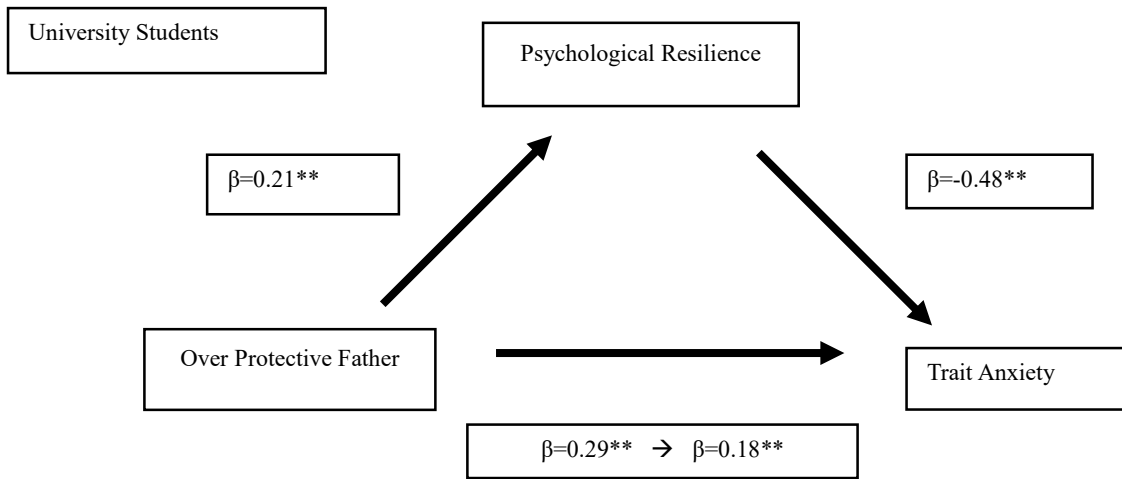 University Students
Psychological Resilience
β=0.21**
β=-0.48**
Over Protective Father
Trait Anxiety
β=0.29** → β=0.18**